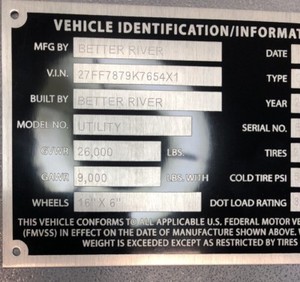 VEHICLE IDENTIFICATION/INFORMAT
MFG BY BETTER RIVER DATE
V.I.N. 27FF7879K7654X1 TYPE
BUILT BY BETTER RIVER YEAR
MODEL NO. UTILITY SERIAL NO.
GVWR 26,000 LBS. TIRES
GAWR 9,000 LBS WITH COLD TIRE PSI
WHEELS 16" X 6" DOT LOAD RATING
THIS VEHICLE CONFORMS TO ALL APPLICABLE U.S. FEDERAL MOTOR VE
(FMVSS) IN EFFECT ON THE DATE OF MANUFACTURE SHOWN ABOVE.
WEIGHT IS EXCEEDED EXCEPT AS RESTRICTED BY TIRES